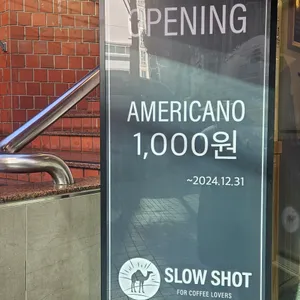 OPENING
AMERICANO
1,000원
~2024.12.31
SLOW SHOT
FOR COFFEE LOVERS